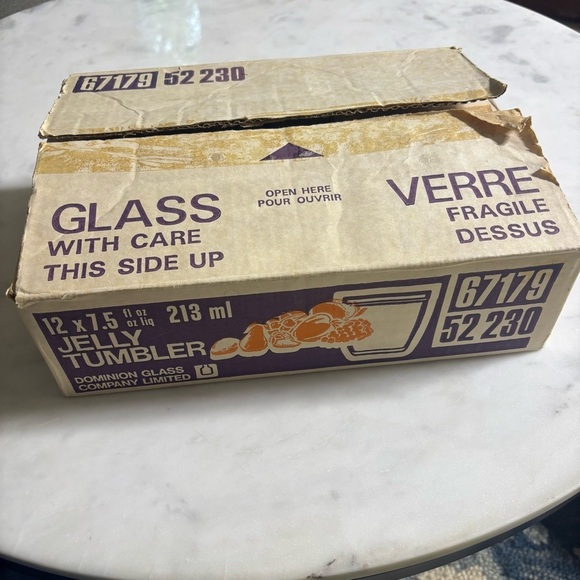 67179 52 230
OPEN HERE
POUR OUVRIR
GLASS
WITH CARE
THIS SIDE UP
VERRE
FRAGILE
DESSUS
12 x 7.5 fl oz
oz liq 213 ml
JELLY
TUMBLER
DOMINION GLASS
COMPANY LIMITED
67179
52 230